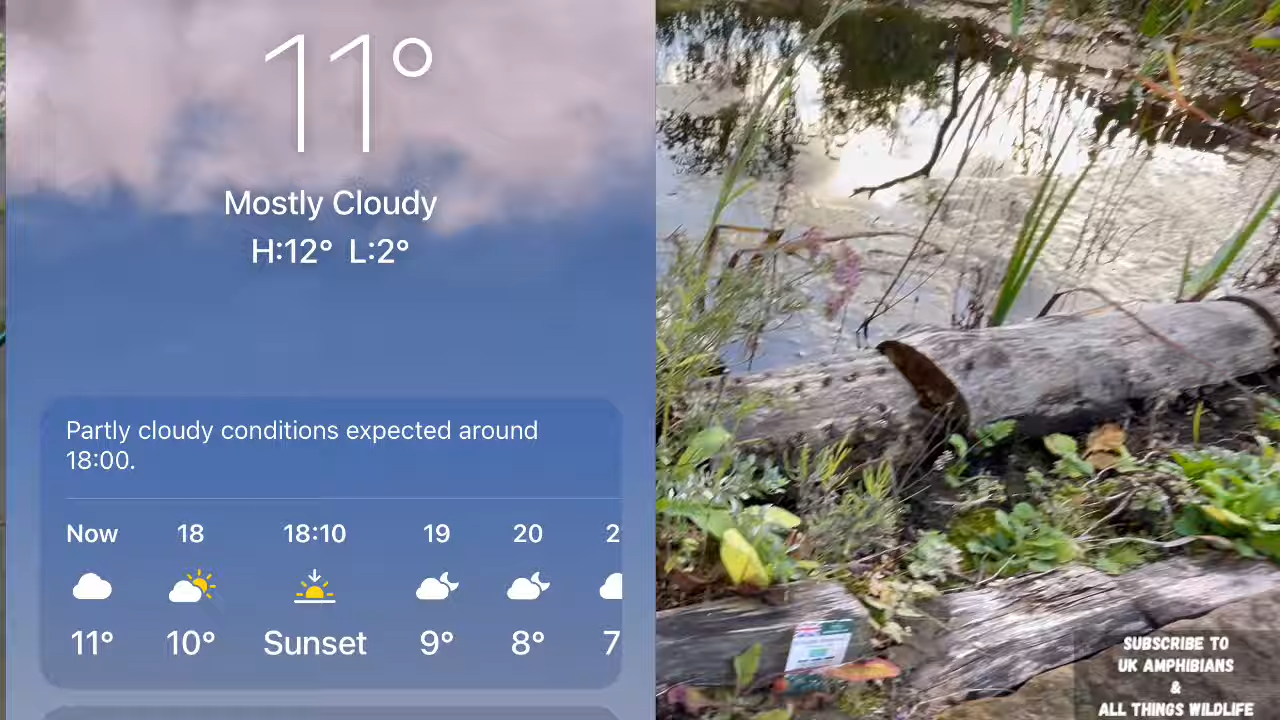 11°
Mostly Cloudy
H:12° L:2°
Partly cloudy conditions expected around
18:00.
Now 18 18:10 19 20
11° 10° Sunset 9° 8° 7
SUBSCRIBE TO
UK AMPHIBIANS
&
ALL THINGS WILDLIFE